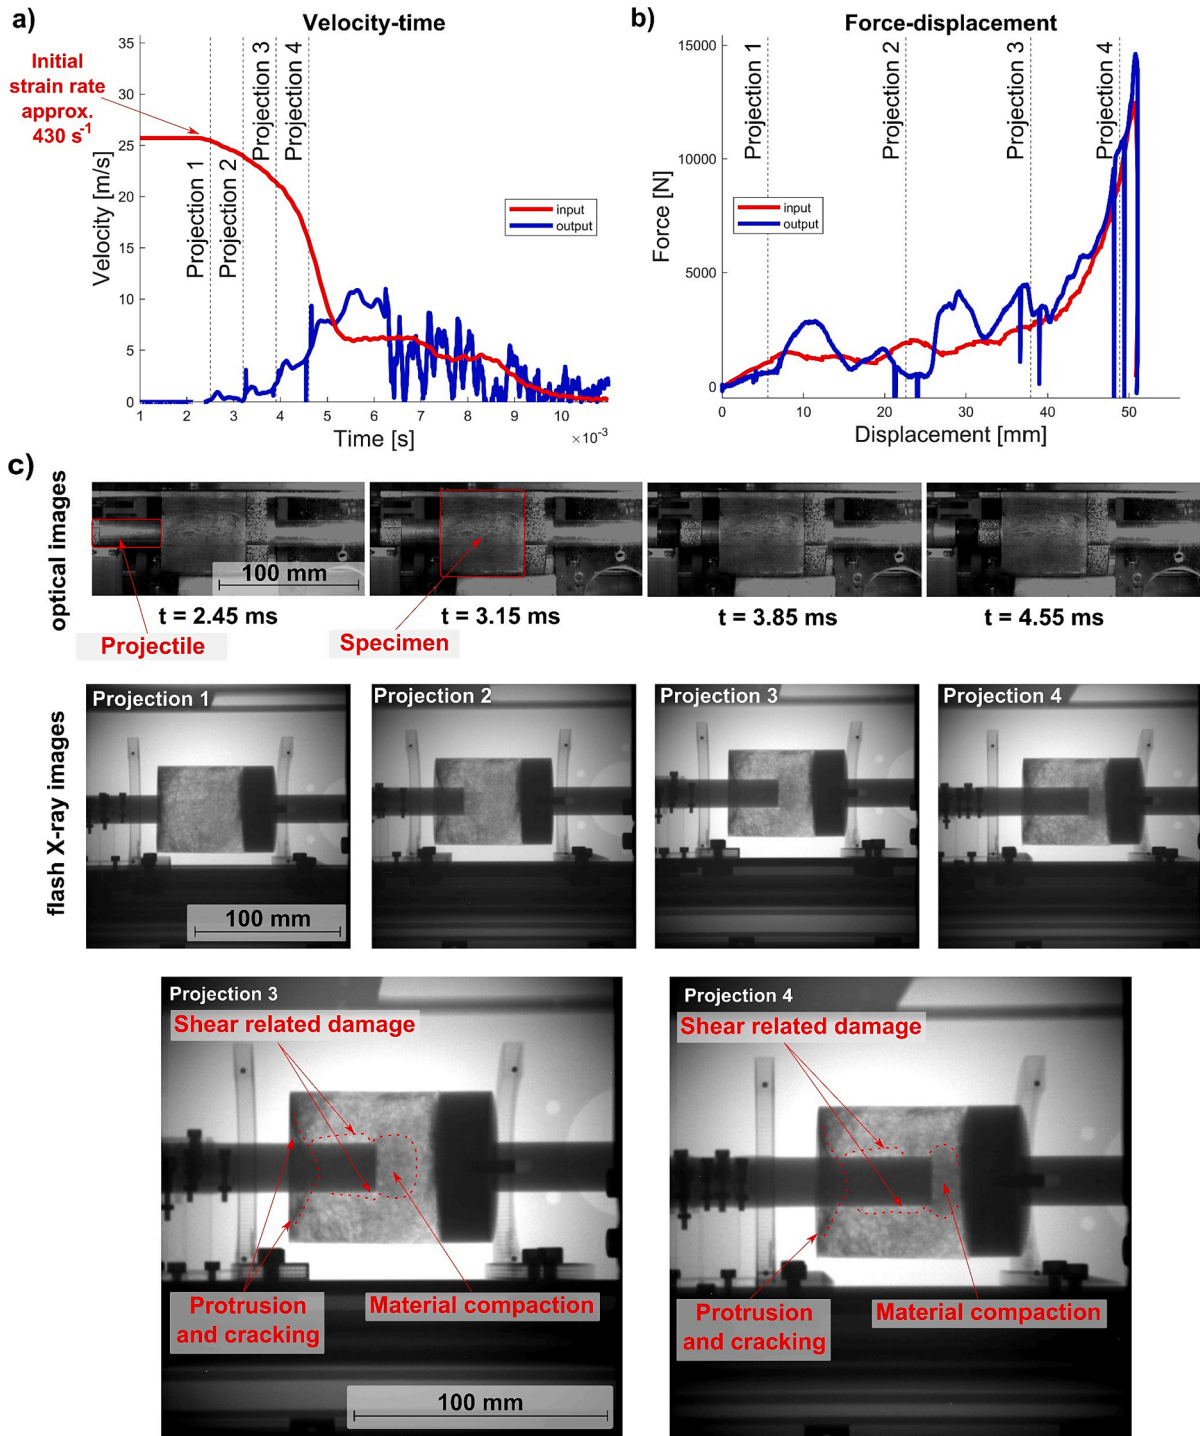 a)
Velocity-time
Initial
strain rate
approx.
430 s-1
35
30
25
20
15
10
5
0
Velocity [m/s]
Projection 1
Projection 2
Projection 3
Projection 4
input
output
1
2
3
4
5
6
7
8
9
10
Time [s]
×10-3
b)
Force-displacement
15000
10000
5000
0
Force [N]
Projection 1
Projection 2
Projection 3
Projection 4
input
output
0
10
20
30
40
50
Displacement [mm]
c)
optical images
100 mm
t = 2.45 ms
t = 3.15 ms
t = 3.85 ms
t = 4.55 ms
Projectile
Specimen
flash X-ray images
Projection 1
Projection 2
Projection 3
Projection 4
100 mm
Projection 3
Shear related damage
Protrusion
and cracking
Material compaction
100 mm
Projection 4
Shear related damage
Protrusion
and cracking
Material compaction